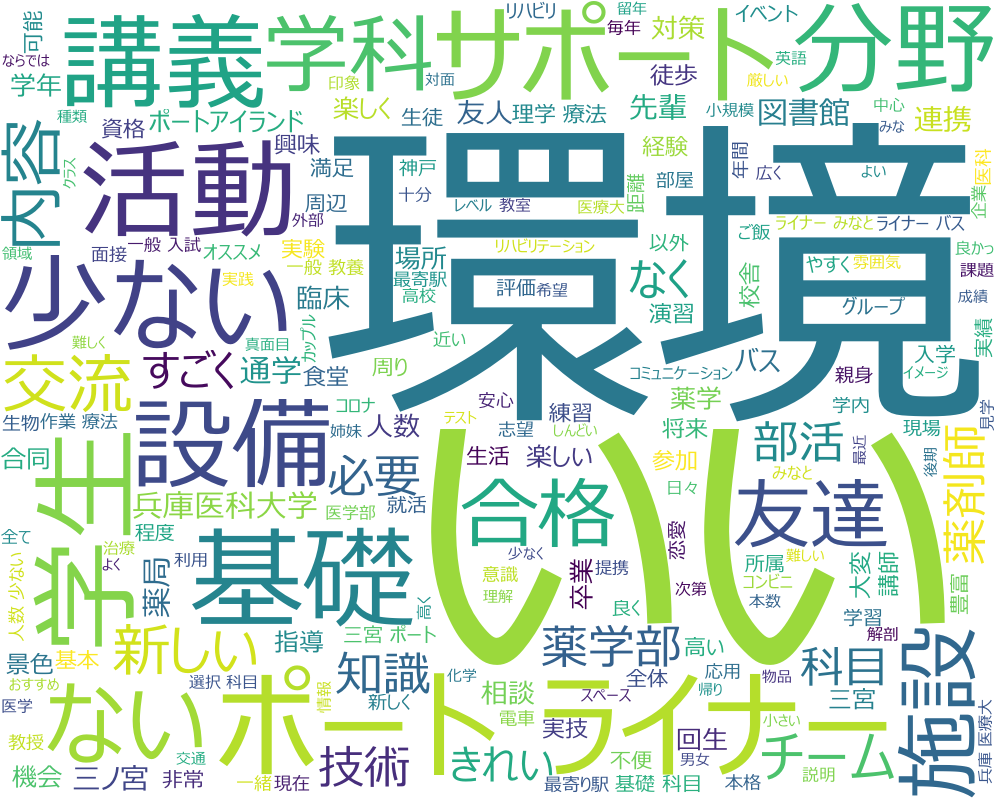 リハビリ
留年
毎年
イベント
可能
ならでは
講義
学科
サポート
分野
対策
英語
厳しい
学年
印象
対面
徒歩
種類
楽しく
生徒
友人
理学 療法
先輩
小規模
図書館
中心
みな
連携
資格
ポートアイランド
内容
クラス
活動
興味
満足
神戸
経験
年間
広く
よい
医科
企業
周辺
十分
レベル
教室
医療大
距離
部屋
環境
外部
ライナー みなと
ライナー バス
領域
面接
一般 入試
オススメ
実験
リハビリテーション
以外
ご飯
良かっ
一般 教養
場所
最寄駅
少ない
実践
評価
希望
なく
校舎
やすく
雰囲気
課題
臨床
高校
演習
グループ
成績
難しく
真面目
カップル
近い
実績
交流
すごく
通学
食堂
周り
コミュニケーション
バス
入学
イメージ
親身
薬学
学内
見学
生物
作業 療法
コロナ
安心
練習
姉妹
人数
テスト
志望
しんどい
将来
部活
現場
合同
設備
生活
楽しい
参加
みなと
最近
後期
薬剤師
学生
必要
合格
いい
友達
日々
兵庫医科大学
就活
医学部
全て
程度
治療
よく
利用
基礎
少なく
恋愛
所属
難しい
コンビニ
大変
講師
豊富
人数 少ない
薬局
意識
提携
理解
卒業
次第
本数
高く
良く
学習
新しい
指導
三宮 ポート
薬学部
高い
解剖
施設
景色
基本
知識
全体
応用
科目
おすすめ
選択 科目
化学
相談
スペース
帰り
物品
三宮
医学
ない
ポートライナー
情報
新しく
電車
小さい
教授
交通
技術
きれい
実技
回生
男女
チーム
機会
三ノ宮
非常
一緒
現在
不便
最寄り駅
基礎 科目
本格
説明
兵庫 医療大